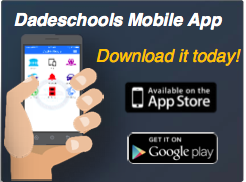 Dadeschools Mobile App
Download it today!
Available on the
App Store
GET IT ON
Google play